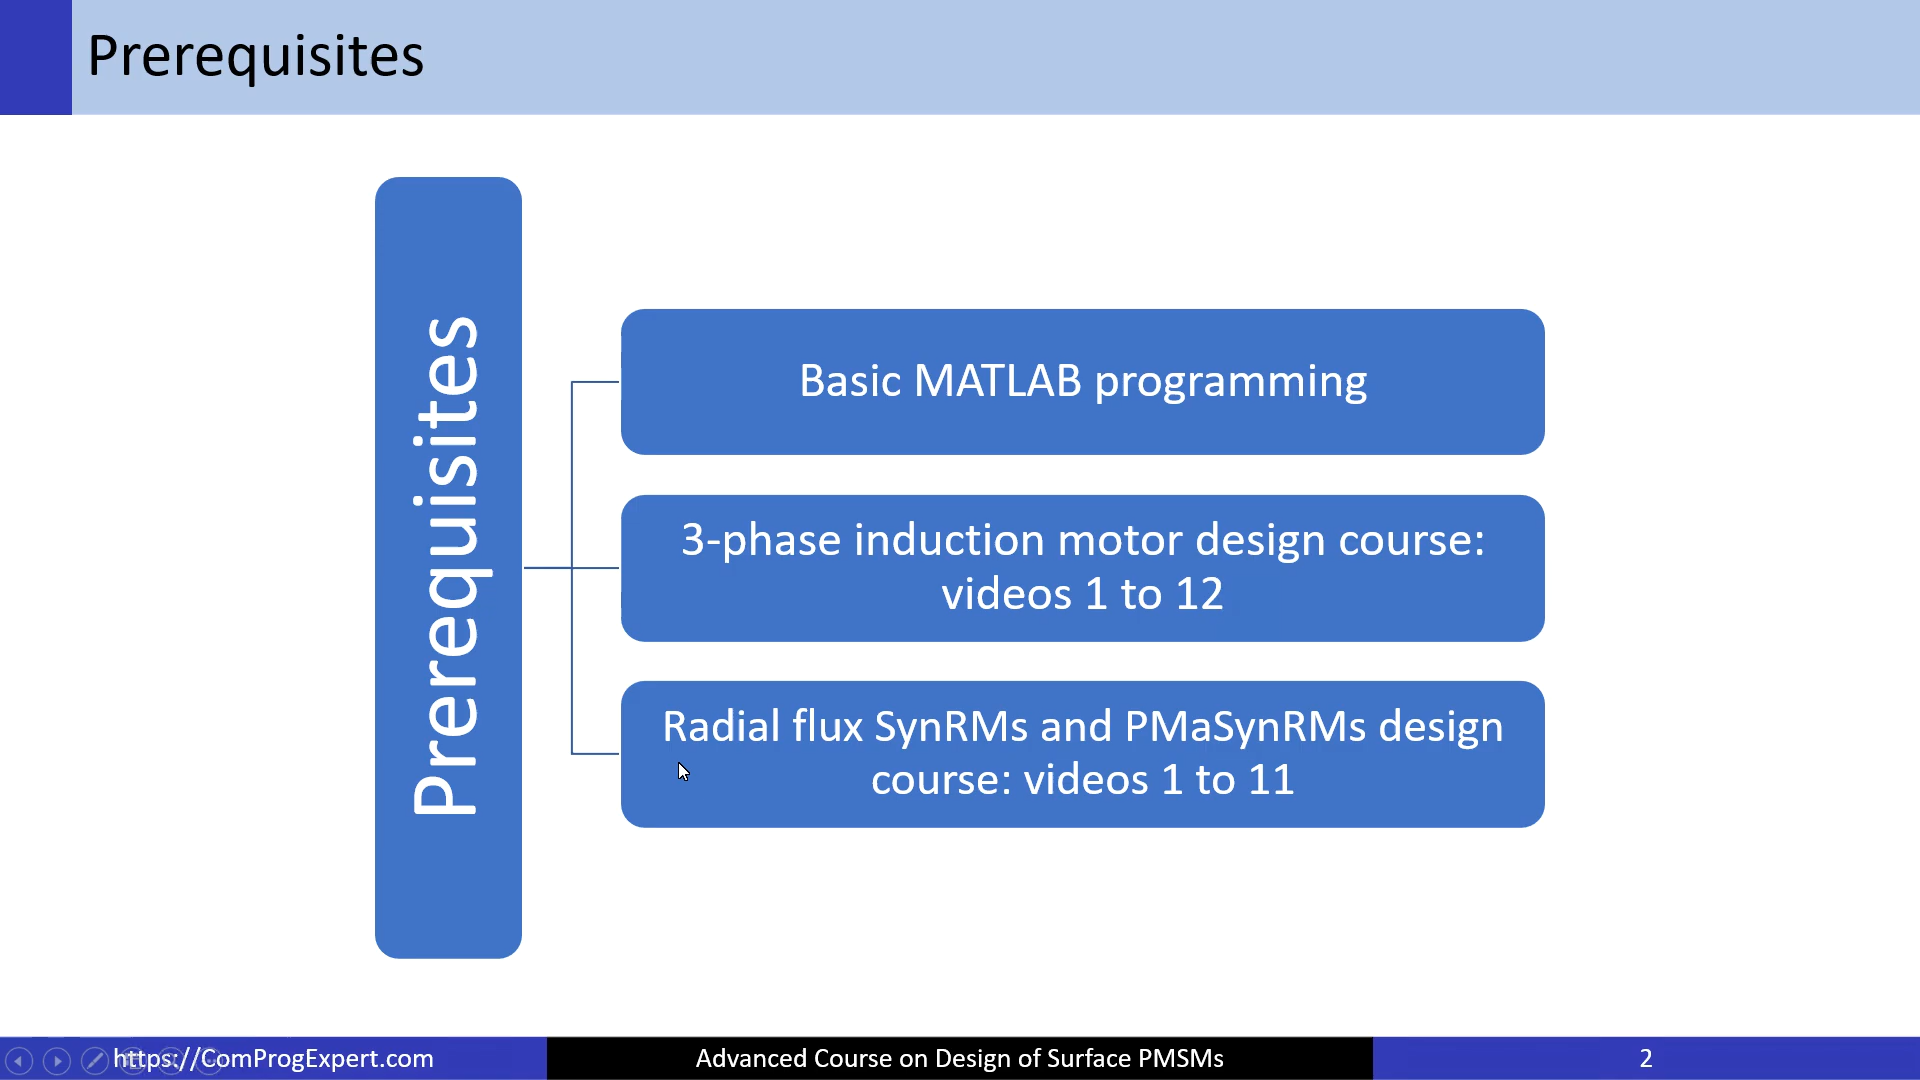 Prerequisites
Prerequisites
Basic MATLAB programming
3-phase induction motor design course:
videos 1 to 12
Radial flux SynRMs and PMaSynRMs design
course: videos 1 to 11
https://ComProgExpert.com
Advanced Course on Design of Surface PMSMs
2